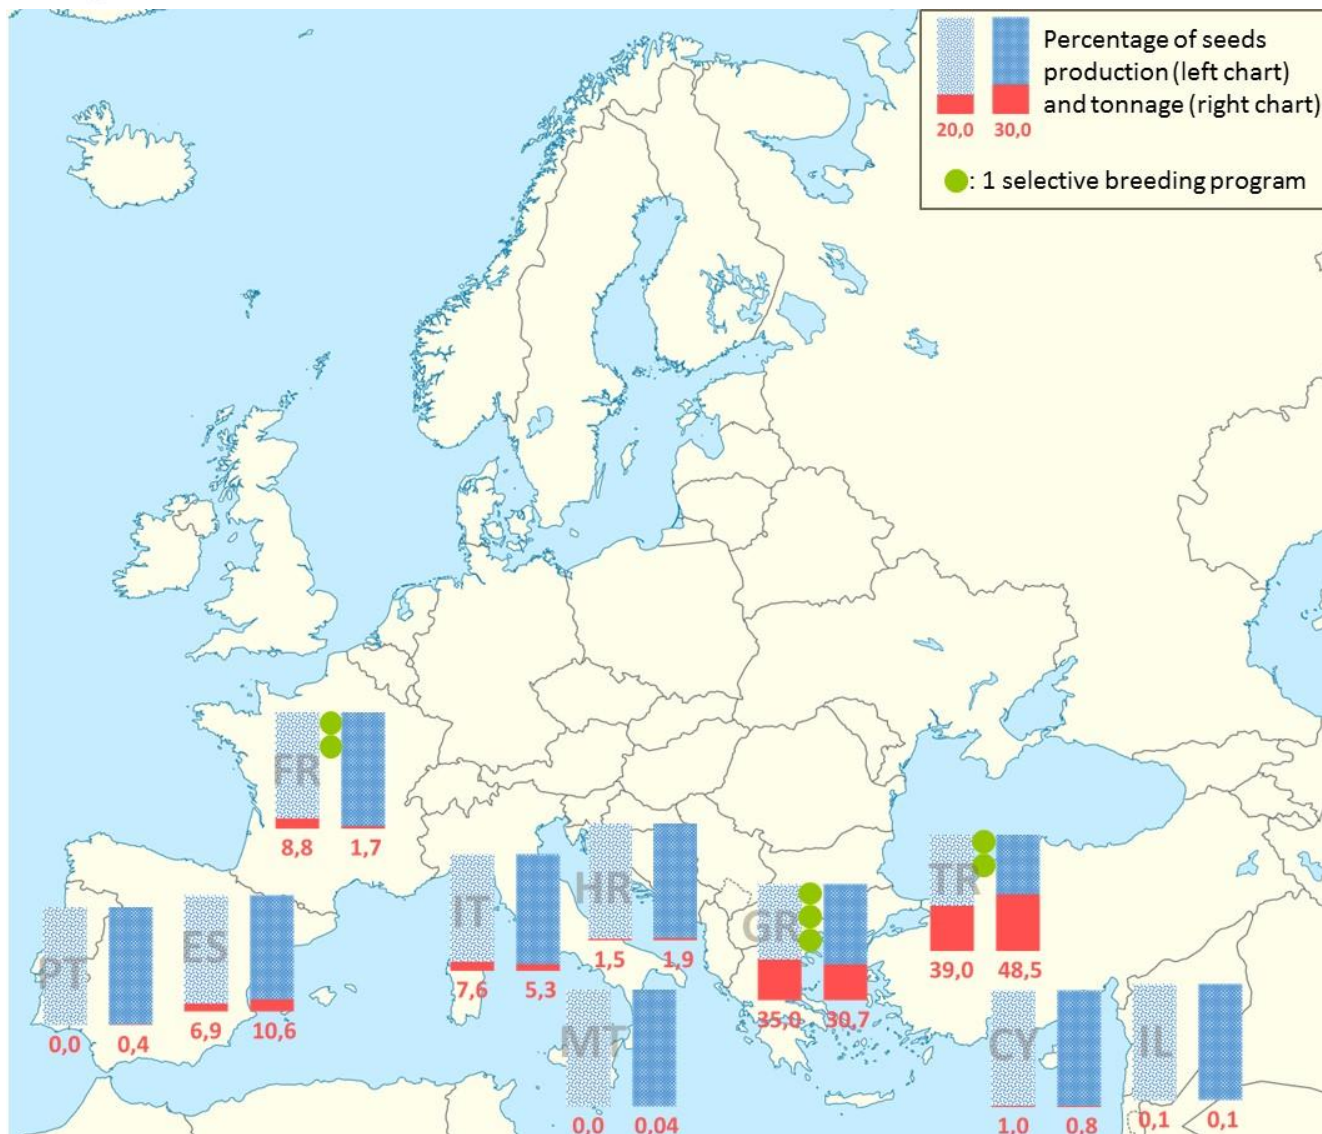 Percentage of seeds
production (left chart)
and tonnage (right chart)
20,0 30,0
: 1 selective breeding program
FR
8,8 1,7
IT
7,6 5,3
HR
1,5 1,9
GR
35,0 30,7
TR
39,0 48,5
PT
0,0 0,4
ES
6,9 10,6
MT
0,0 0,04
CY
1,0 0,8
IL
0,1 0,1